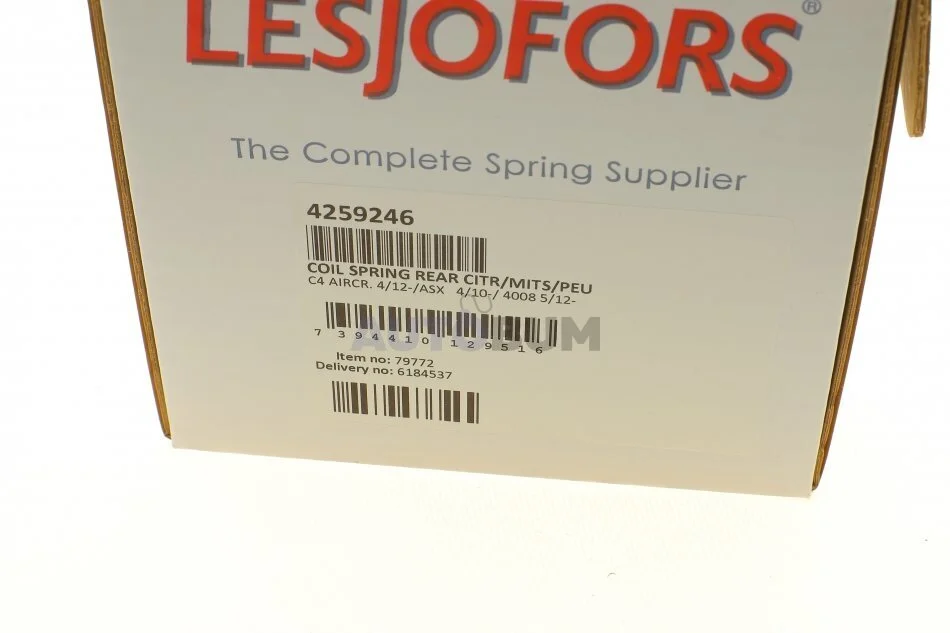 LESJOFORS®
The Complete Spring Supplier
4259246
COIL SPRING REAR CITR/MITS/PEU
C4 AIRCR. 4/12-/ASX 4/10-/ 4008 5/12-
AUTOBUM
7 394410 129516
Item no: 79772
Delivery no: 6184537